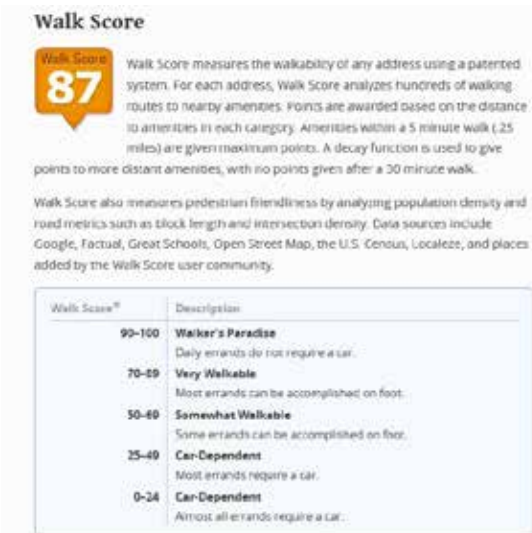 Walk Score
Walk Score
87
Walk Score measures the walkability of any address using a patented
system. For each address, Walk Score analyzes hundreds of walking
routes to nearby amenities. Points are awarded based on the distance
to amenities in each category. Amenities within a 5 minute walk (.25
miles) are given maximum points. A decay function is used to give
points to more distant amenities, with no points given after a 30 minute walk.
Walk Score also measures pedestrian friendliness by analyzing population density and
road metrics such as block length and intersection density. Data sources include
Google, Factual, Great Schools, Open Street Map, the U.S. Census, Localeze, and places
added by the Walk Score user community.
Walk Score® Description
90–100 Walker's Paradise
Daily errands do not require a car.
70–89 Very Walkable
Most errands can be accomplished on foot.
50–69 Somewhat Walkable
Some errands can be accomplished on foot.
25–49 Car-Dependent
Most errands require a car.
0–24 Car-Dependent
Almost all errands require a car.